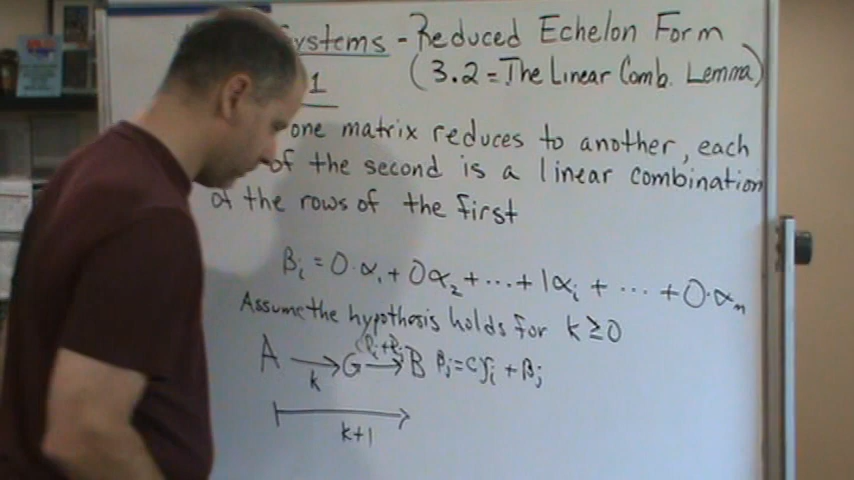 Systems - Reduced Echelon Form
1 (3.2 = The Linear Comb. Lemma)
one matrix reduces to another, each
of the second is a linear combination
of the rows of the first
βᵢ = 0·α₁ + 0α₂ + ... + 1αᵢ + ... + 0·αₙ
Assume the hypothesis holds for k ≥ 0
A → G → B βⱼ = cγᵢ + βⱼ
k
k+1